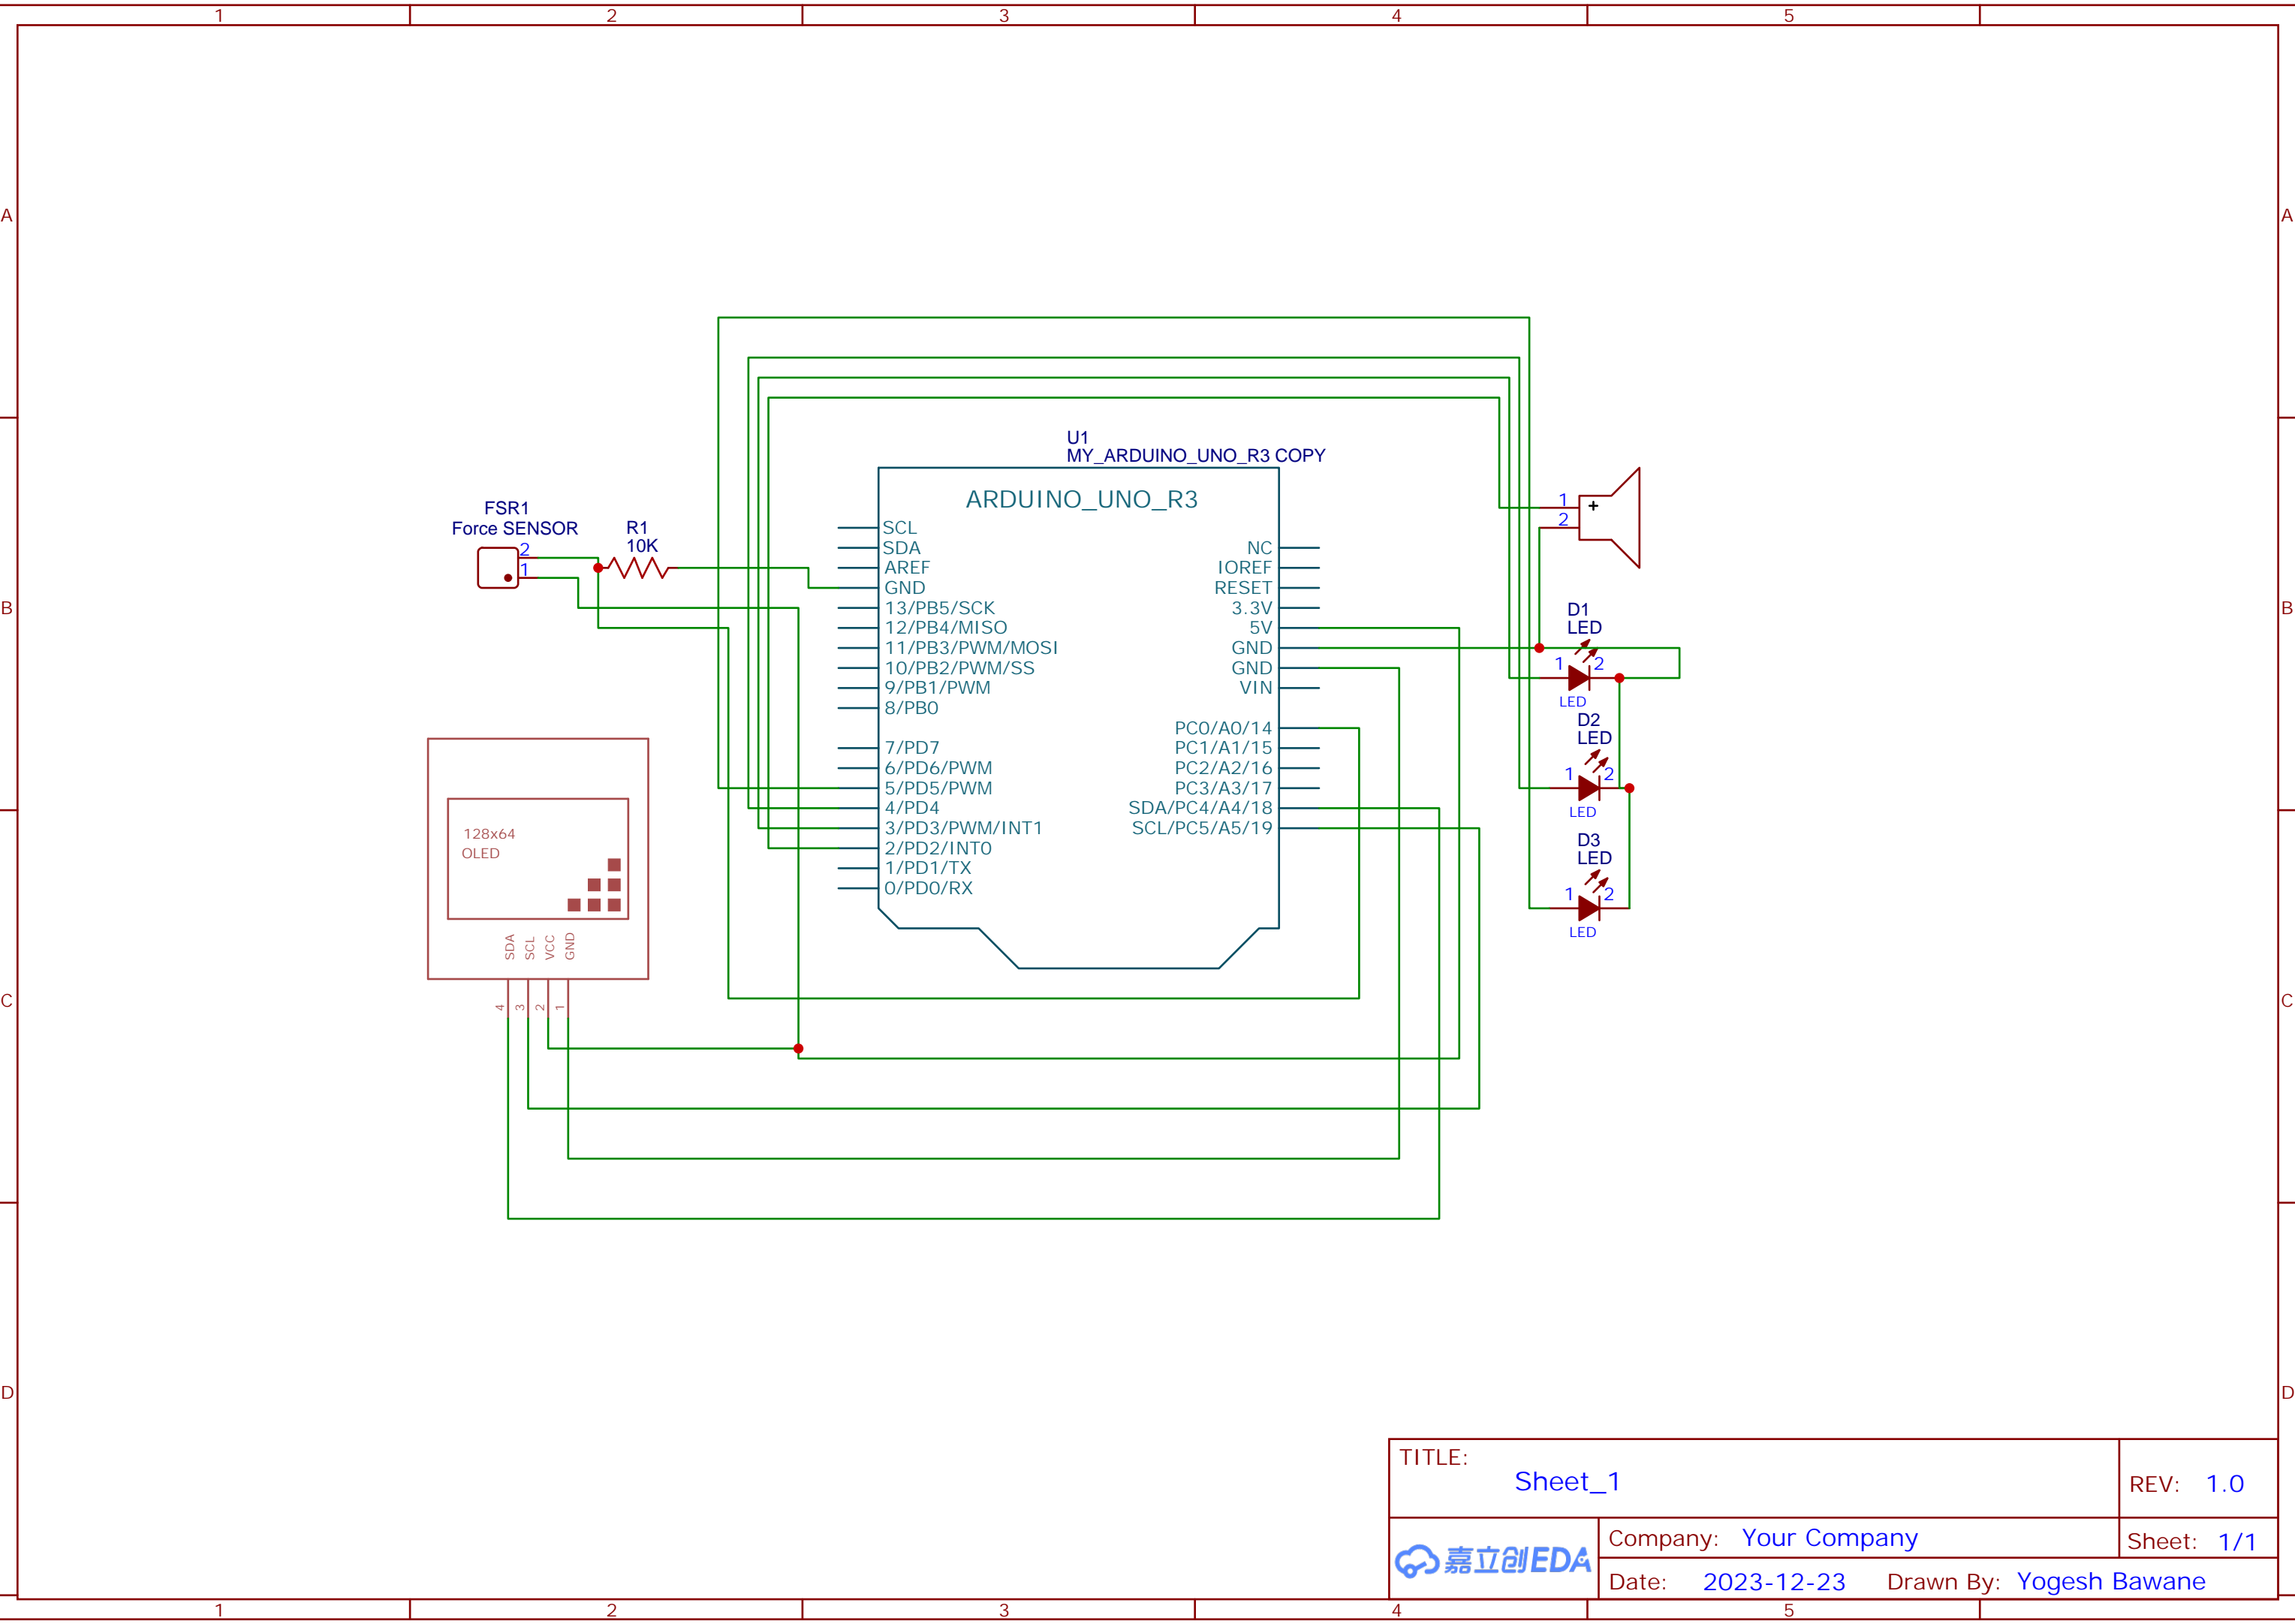 1 2 3 4 5
A A
U1
MY_ARDUINO_UNO_R3 COPY
ARDUINO_UNO_R3
FSR1
Force SENSOR
2
1
R1
10K
SCL
SDA
AREF
GND
13/PB5/SCK
12/PB4/MISO
11/PB3/PWM/MOSI
10/PB2/PWM/SS
9/PB1/PWM
8/PB0
7/PD7
6/PD6/PWM
5/PD5/PWM
4/PD4
3/PD3/PWM/INT1
2/PD2/INT0
1/PD1/TX
0/PD0/RX
NC
IOREF
RESET
3.3V
5V
GND
GND
VIN
PC0/A0/14
PC1/A1/15
PC2/A2/16
PC3/A3/17
SDA/PC4/A4/18
SCL/PC5/A5/19
1 +
2
B B
D1
LED
1 2
LED
D2
LED
1 2
LED
D3
LED
1 2
LED
128x64
OLED
SDA SCL VCC GND
4 3 2 1
C C
D D
TITLE:
Sheet_1
REV: 1.0
嘉立创EDA
Company: Your Company
Sheet: 1/1
Date: 2023-12-23 Drawn By: Yogesh Bawane
1 2 3 4 5